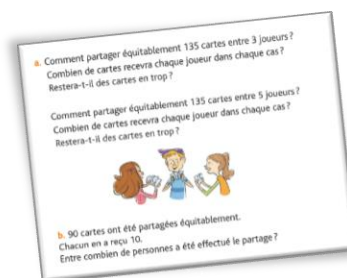 a. Comment partager équitablement 135 cartes entre 3 joueurs ?
Combien de cartes recevra chaque joueur dans chaque cas ?
Restera-t-il des cartes en trop ?
Comment partager équitablement 135 cartes entre 5 joueurs ?
Combien de cartes recevra chaque joueur dans chaque cas ?
Restera-t-il des cartes en trop ?
b. 90 cartes ont été partagées équitablement.
Chacun en a reçu 10.
Entre combien de personnes a été effectué le partage ?